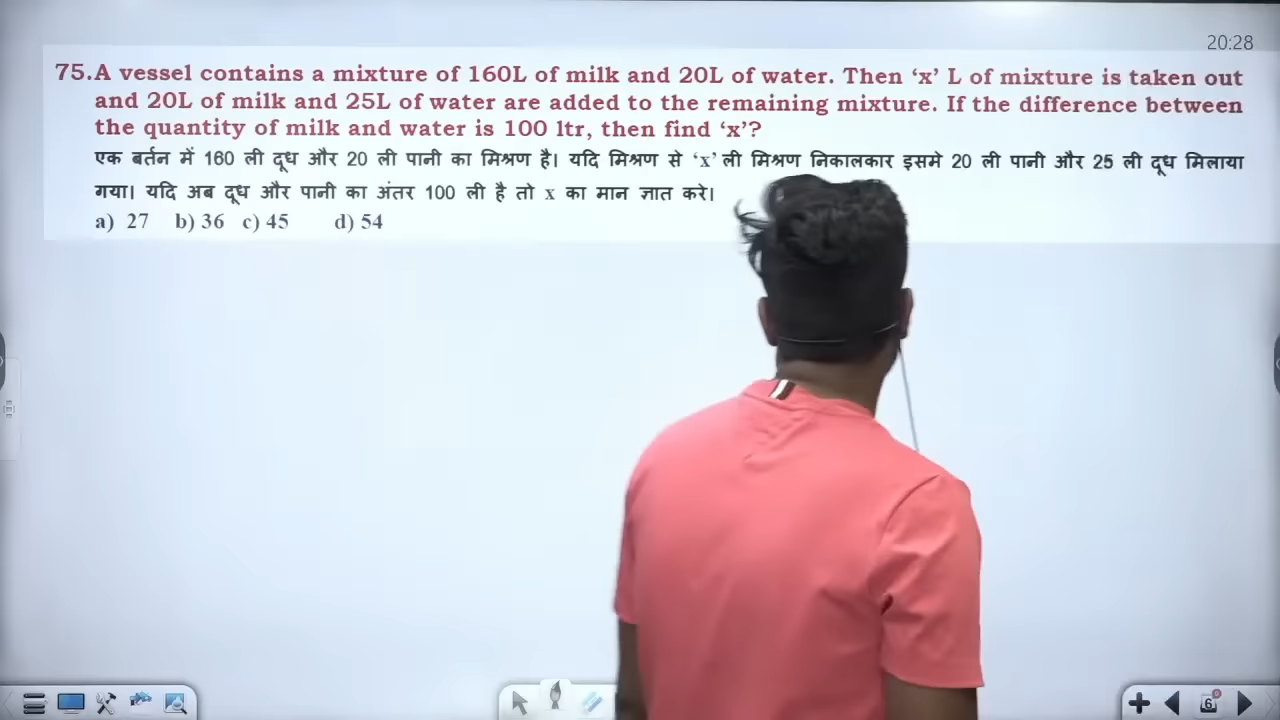 20:28
75.A vessel contains a mixture of 160L of milk and 20L of water. Then ‘x’ L of mixture is taken out
and 20L of milk and 25L of water are added to the remaining mixture. If the difference between
the quantity of milk and water is 100 ltr, then find ‘x’?
एक बर्तन में 160 ली दूध और 20 ली पानी का मिश्रण है। यदि मिश्रण से ‘x’ ली मिश्रण निकालकार इसमे 20 ली पानी और 25 ली दूध मिलाया
गया। यदि अब दूध और पानी का अंतर 100 ली है तो x का मान ज्ञात करे।
a) 27 b) 36 c) 45 d) 54
6